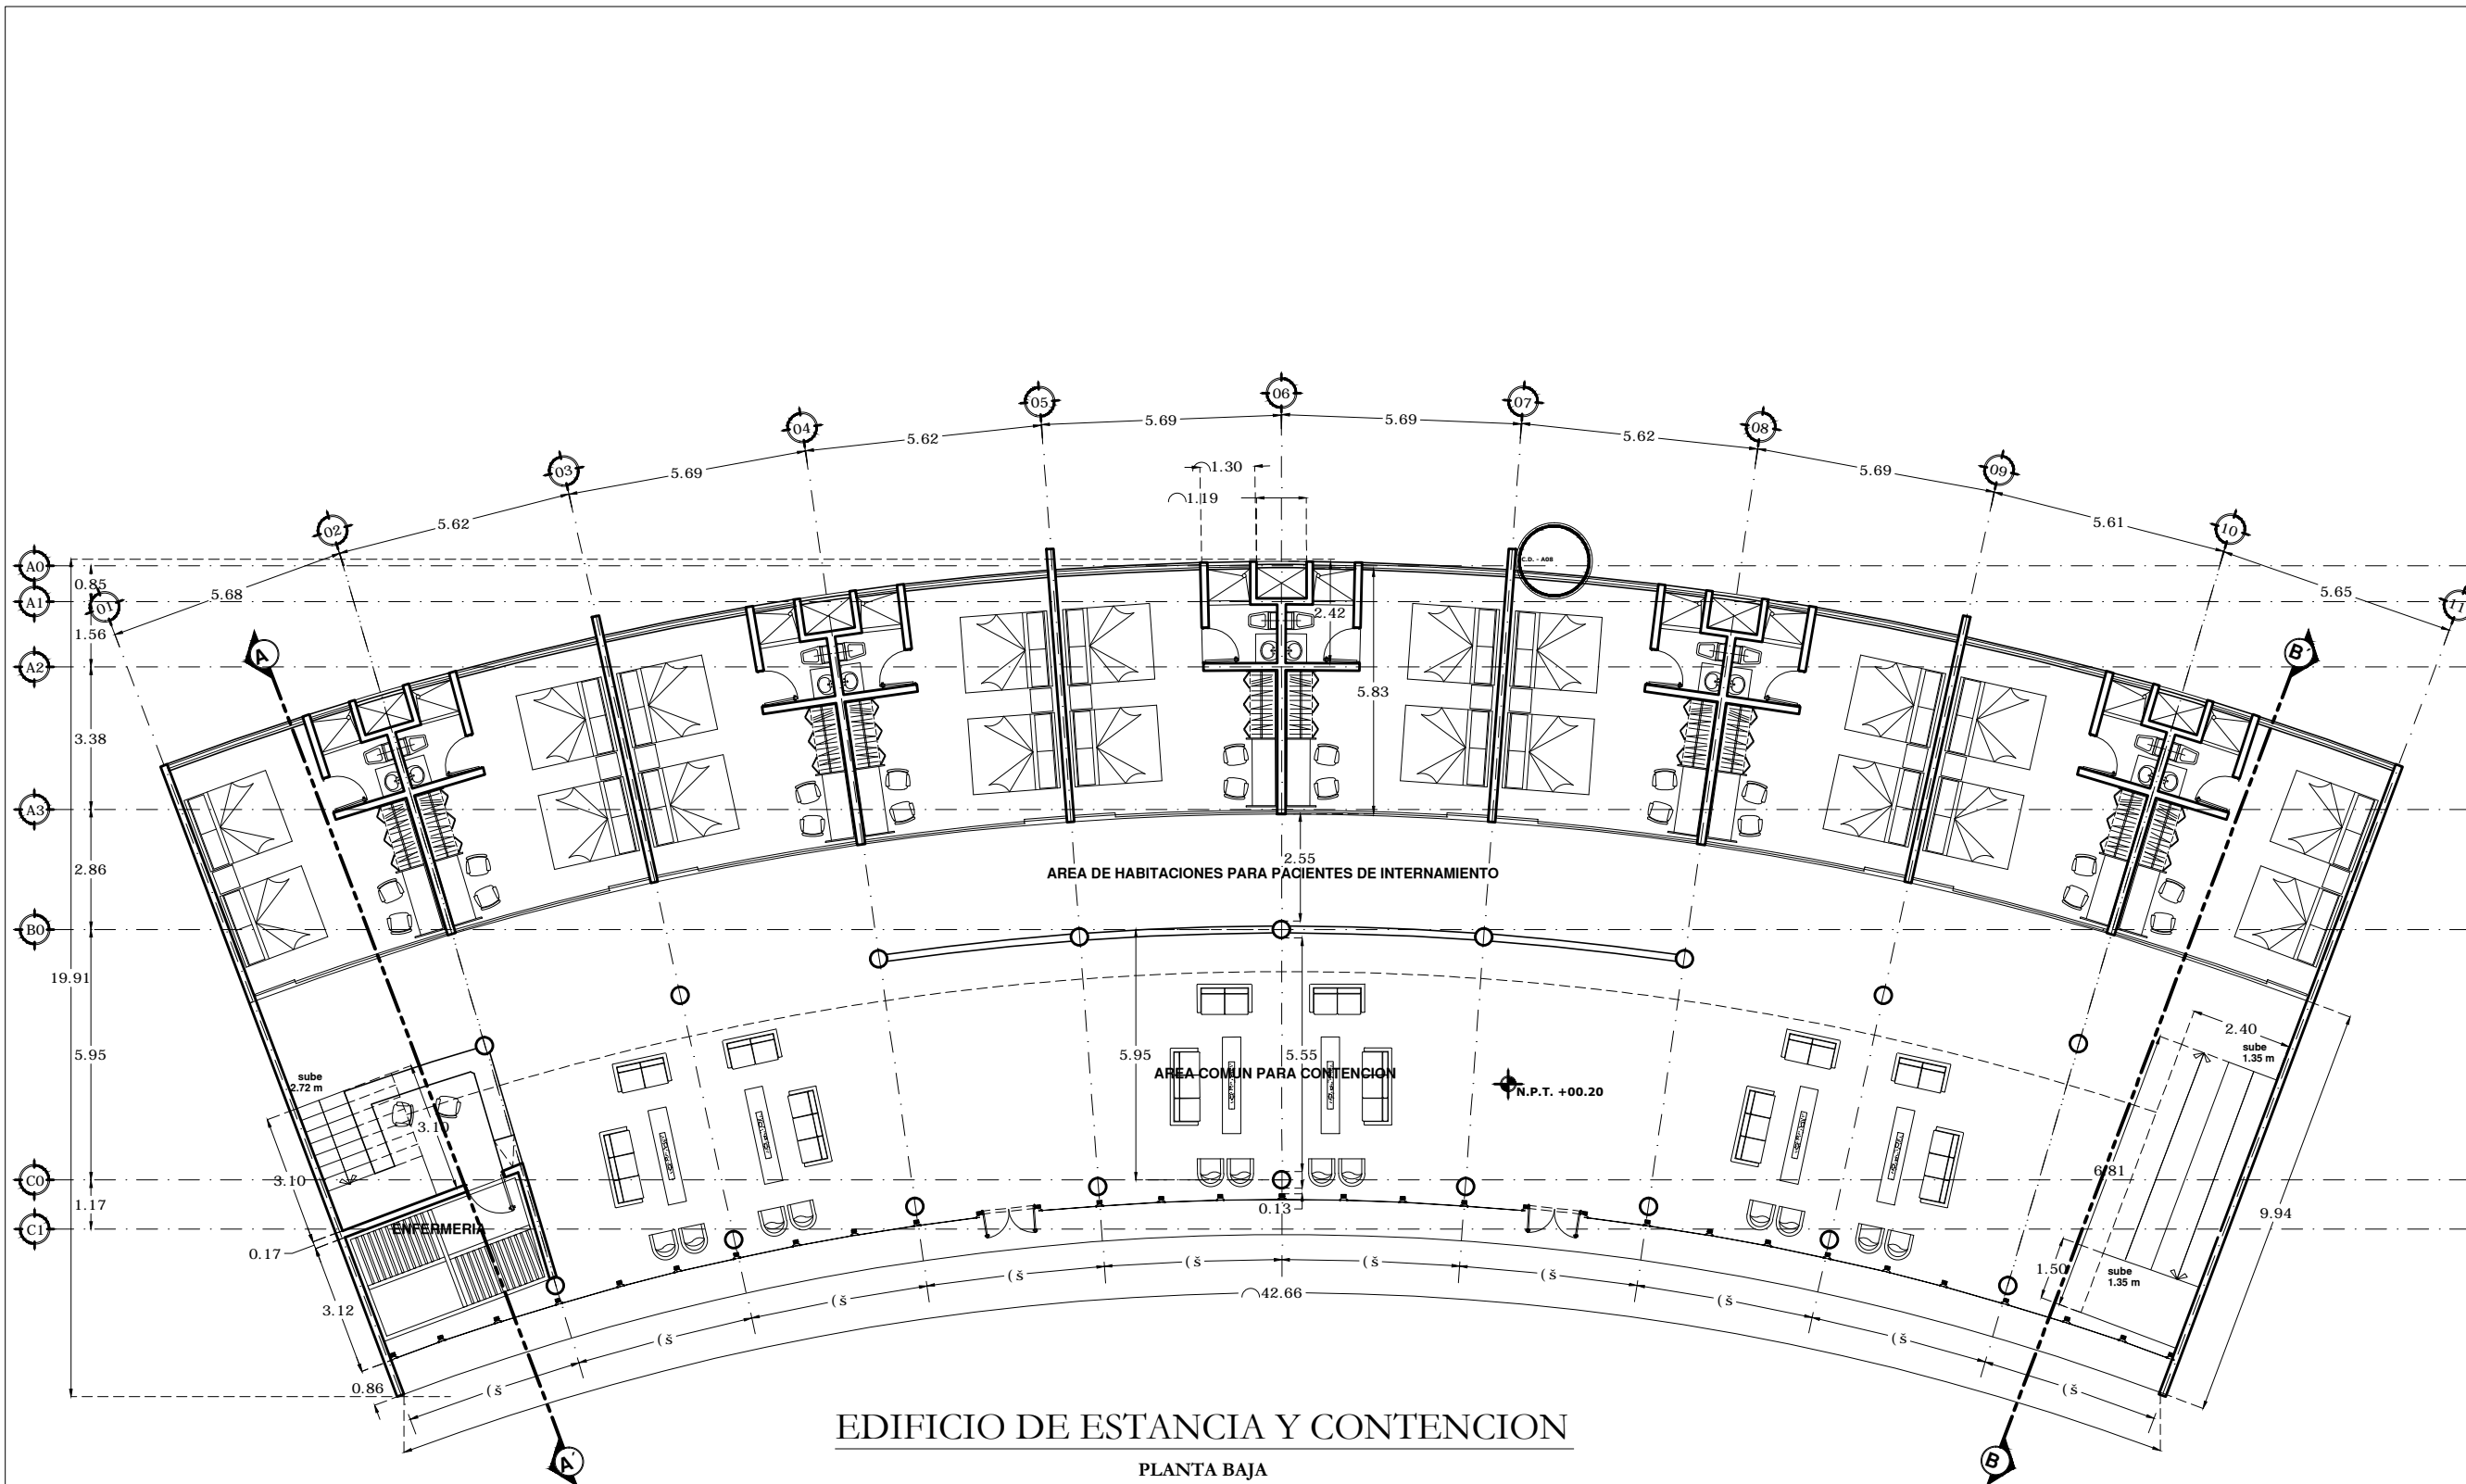 06
05
07
5.69
5.69
04
08
5.62
5.62
03
09
5.69
5.69
1.30
1.19
02
10
5.62
5.61
C.D. - A08
A0
0.85
A1
01
5.68
5.65
11
1.56
2.42
A
B'
A2
5.83
3.38
A3
2.55
2.86
AREA DE HABITACIONES PARA PACIENTES DE INTERNAMIENTO
B0
19.91
5.95
5.95
5.55
2.40
sube
1.35 m
sube
2.72 m
AREA COMUN PARA CONTENCION
N.P.T. +00.20
3.10
3.10
6.81
C0
1.17
0.13
9.94
C1
ENFERMERIA
0.17
1.50
sube
1.35 m
(š
(š
(š
(š
(š
(š
(š
(š
(š
(š
42.66
3.12
0.86
EDIFICIO DE ESTANCIA Y CONTENCION
A'
B
PLANTA BAJA